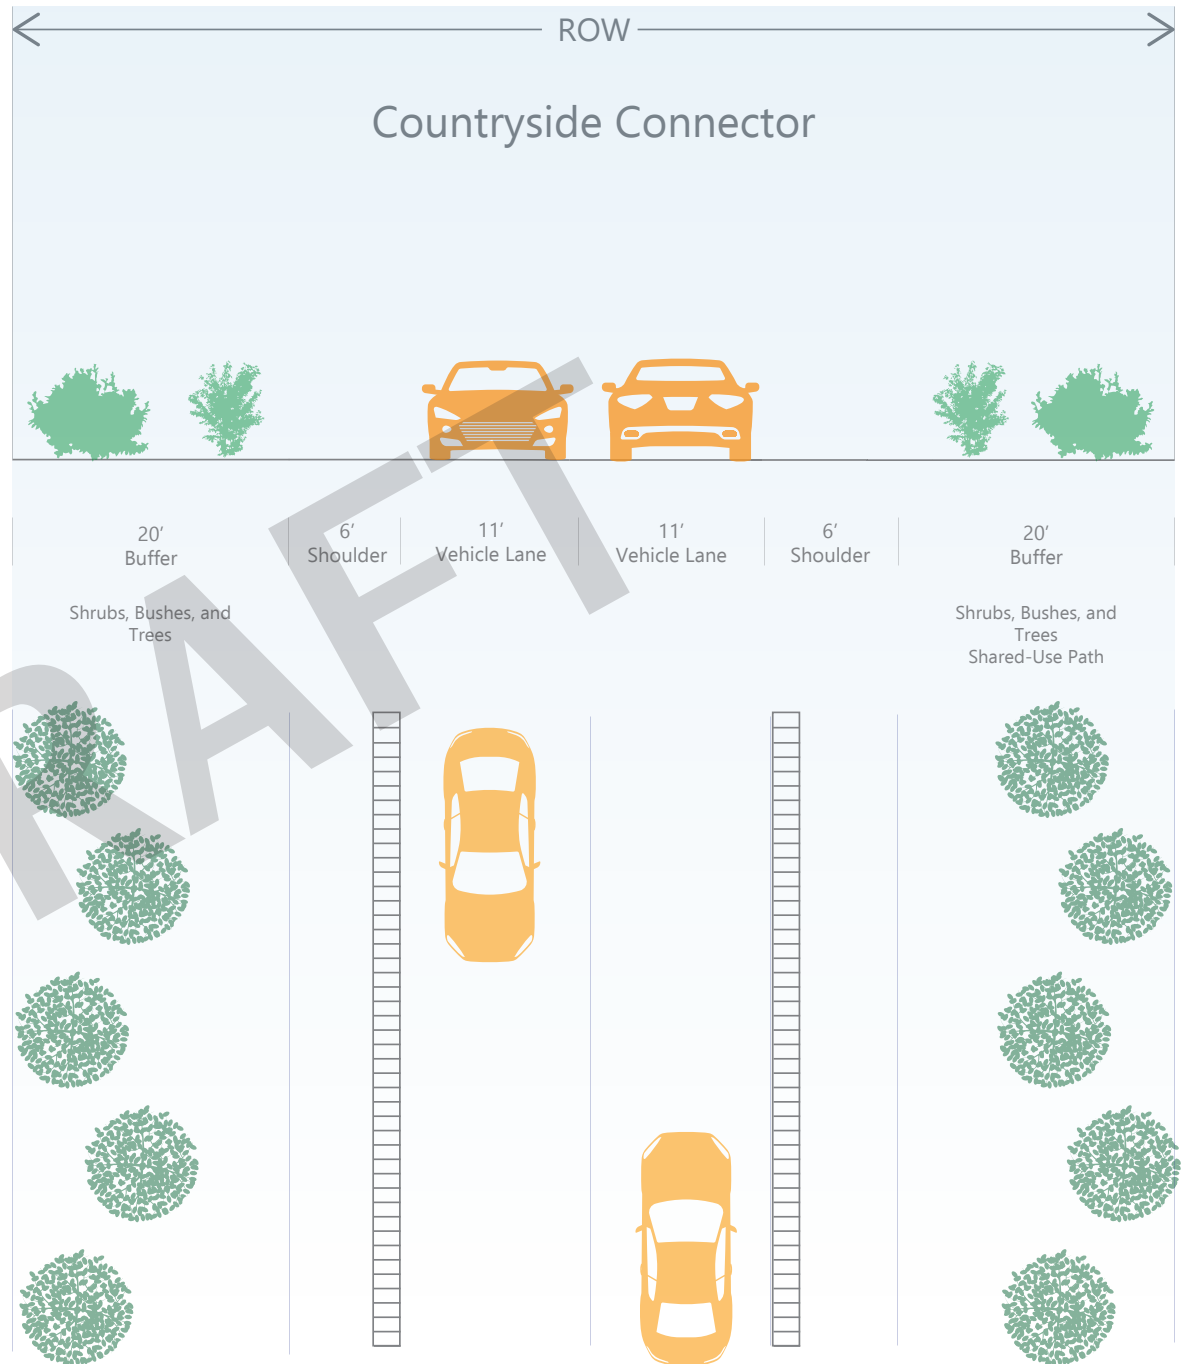 ROW
Countryside Connector
20’
Buffer
6’
Shoulder
11’
Vehicle Lane
11’
Vehicle Lane
6’
Shoulder
20’
Buffer
Shrubs, Bushes, and
Trees
Shrubs, Bushes, and
Trees
Shared-Use Path
RAFT